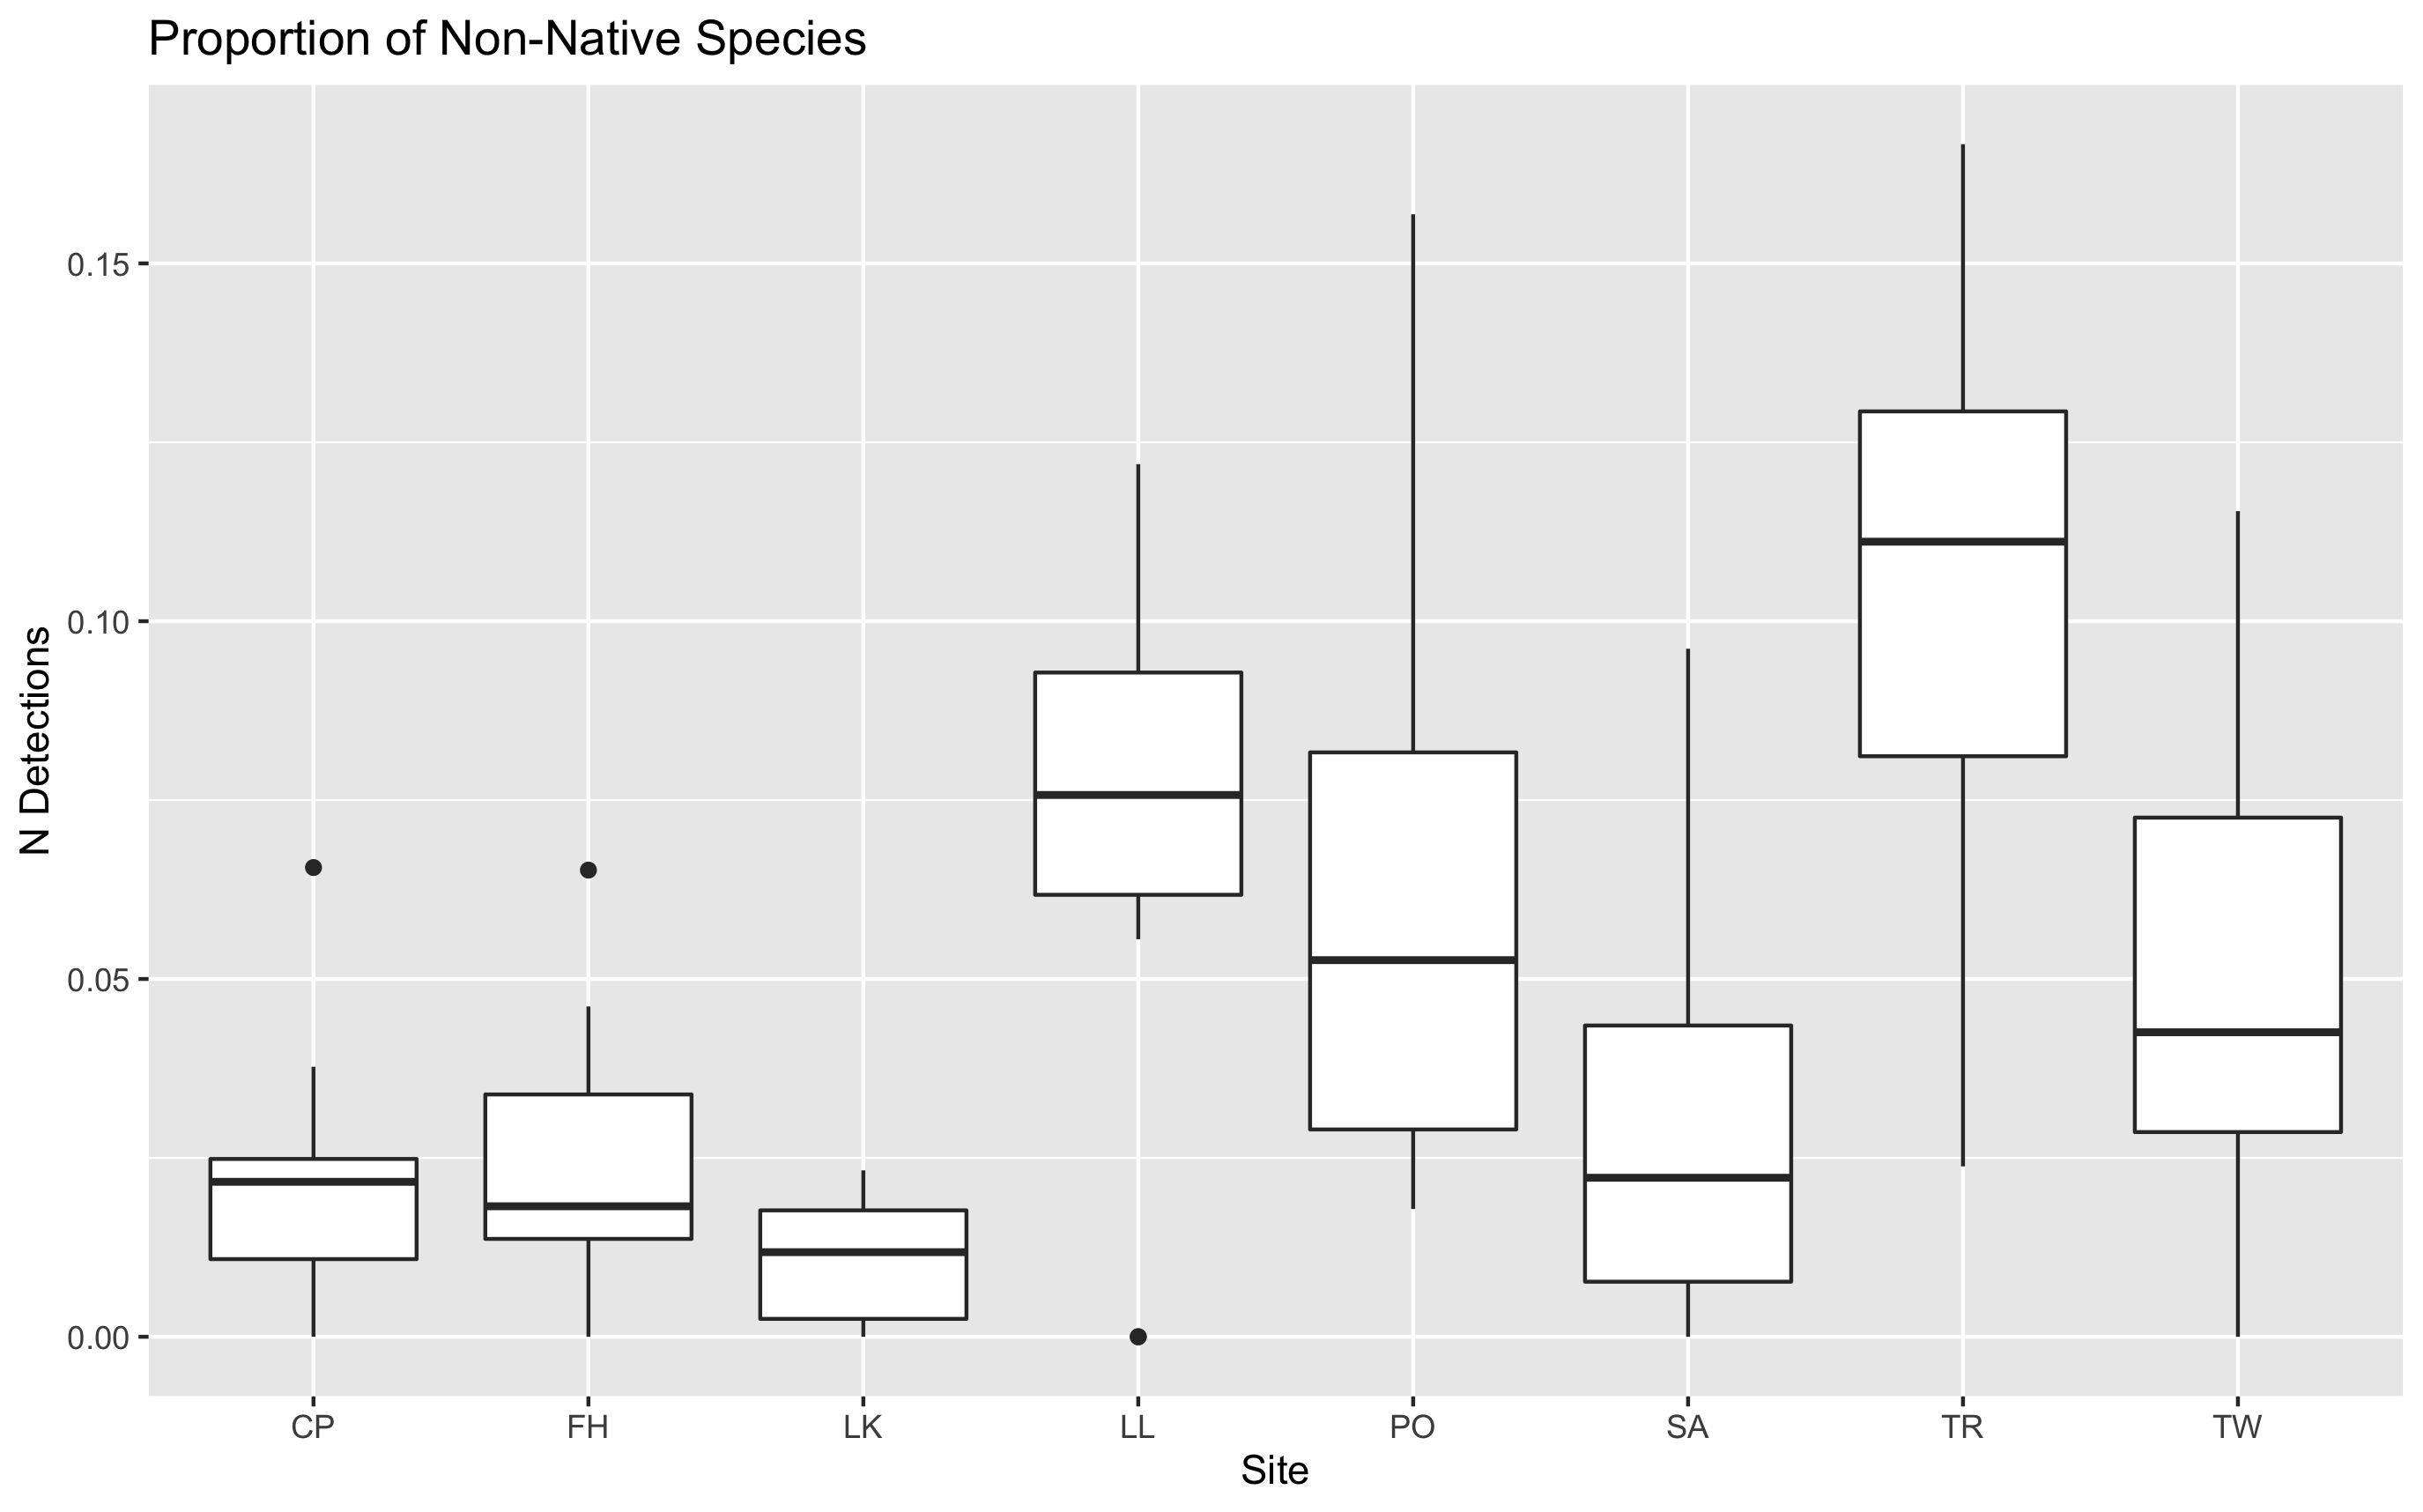 Proportion of Non-Native Species
N Detections
0.15
0.10
0.05
0.00
CP FH LK LL PO SA TR TW
Site